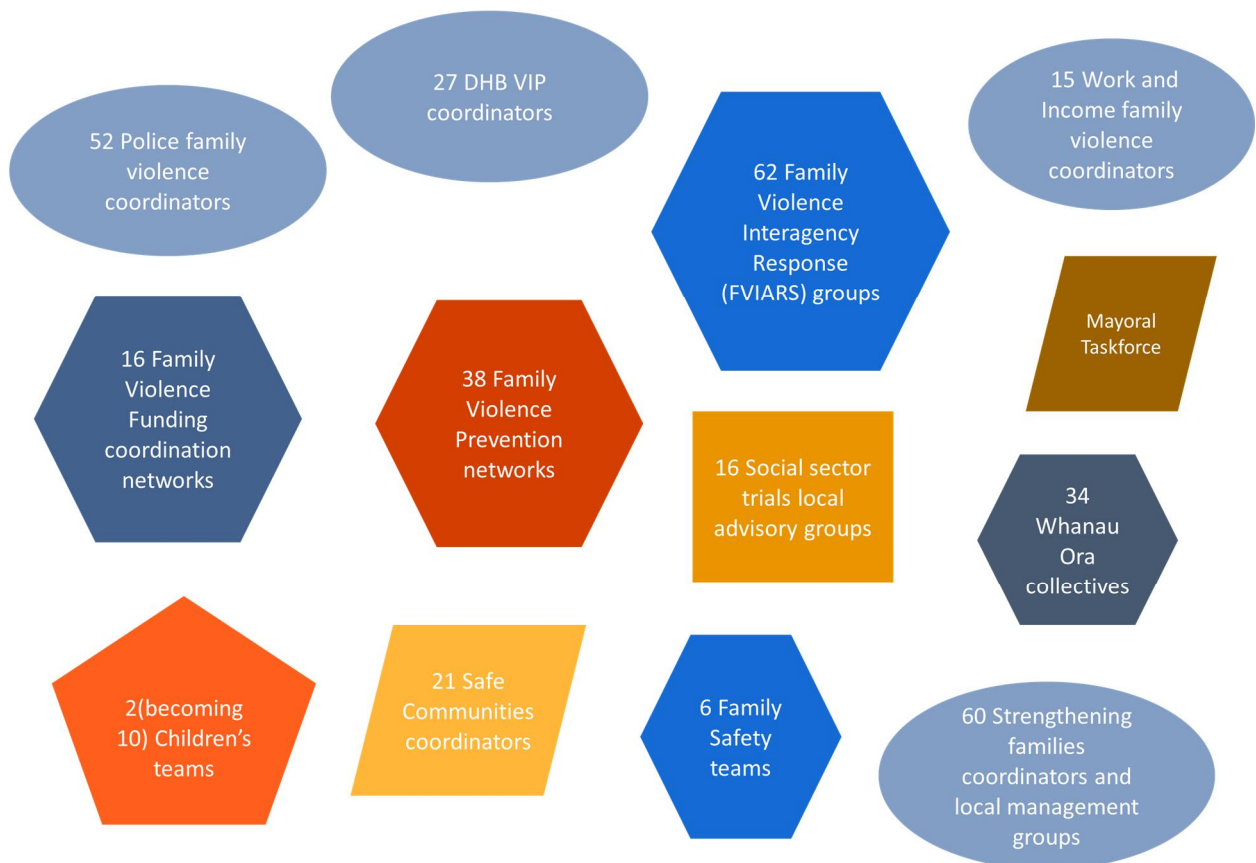 27 DHB VIP
coordinators
15 Work and
Income family
violence
coordinators
52 Police family
violence
coordinators
62 Family
Violence
Interagency
Response
(FVIARS) groups
Mayoral
Taskforce
16 Family
Violence
Funding
coordination
networks
38 Family
Violence
Prevention
networks
16 Social sector
trials local
advisory groups
34
Whanau
Ora
collectives
2(becoming
10) Children’s
teams
21 Safe
Communities
coordinators
6 Family
Safety
teams
60 Strengthening
families
coordinators and
local management
groups